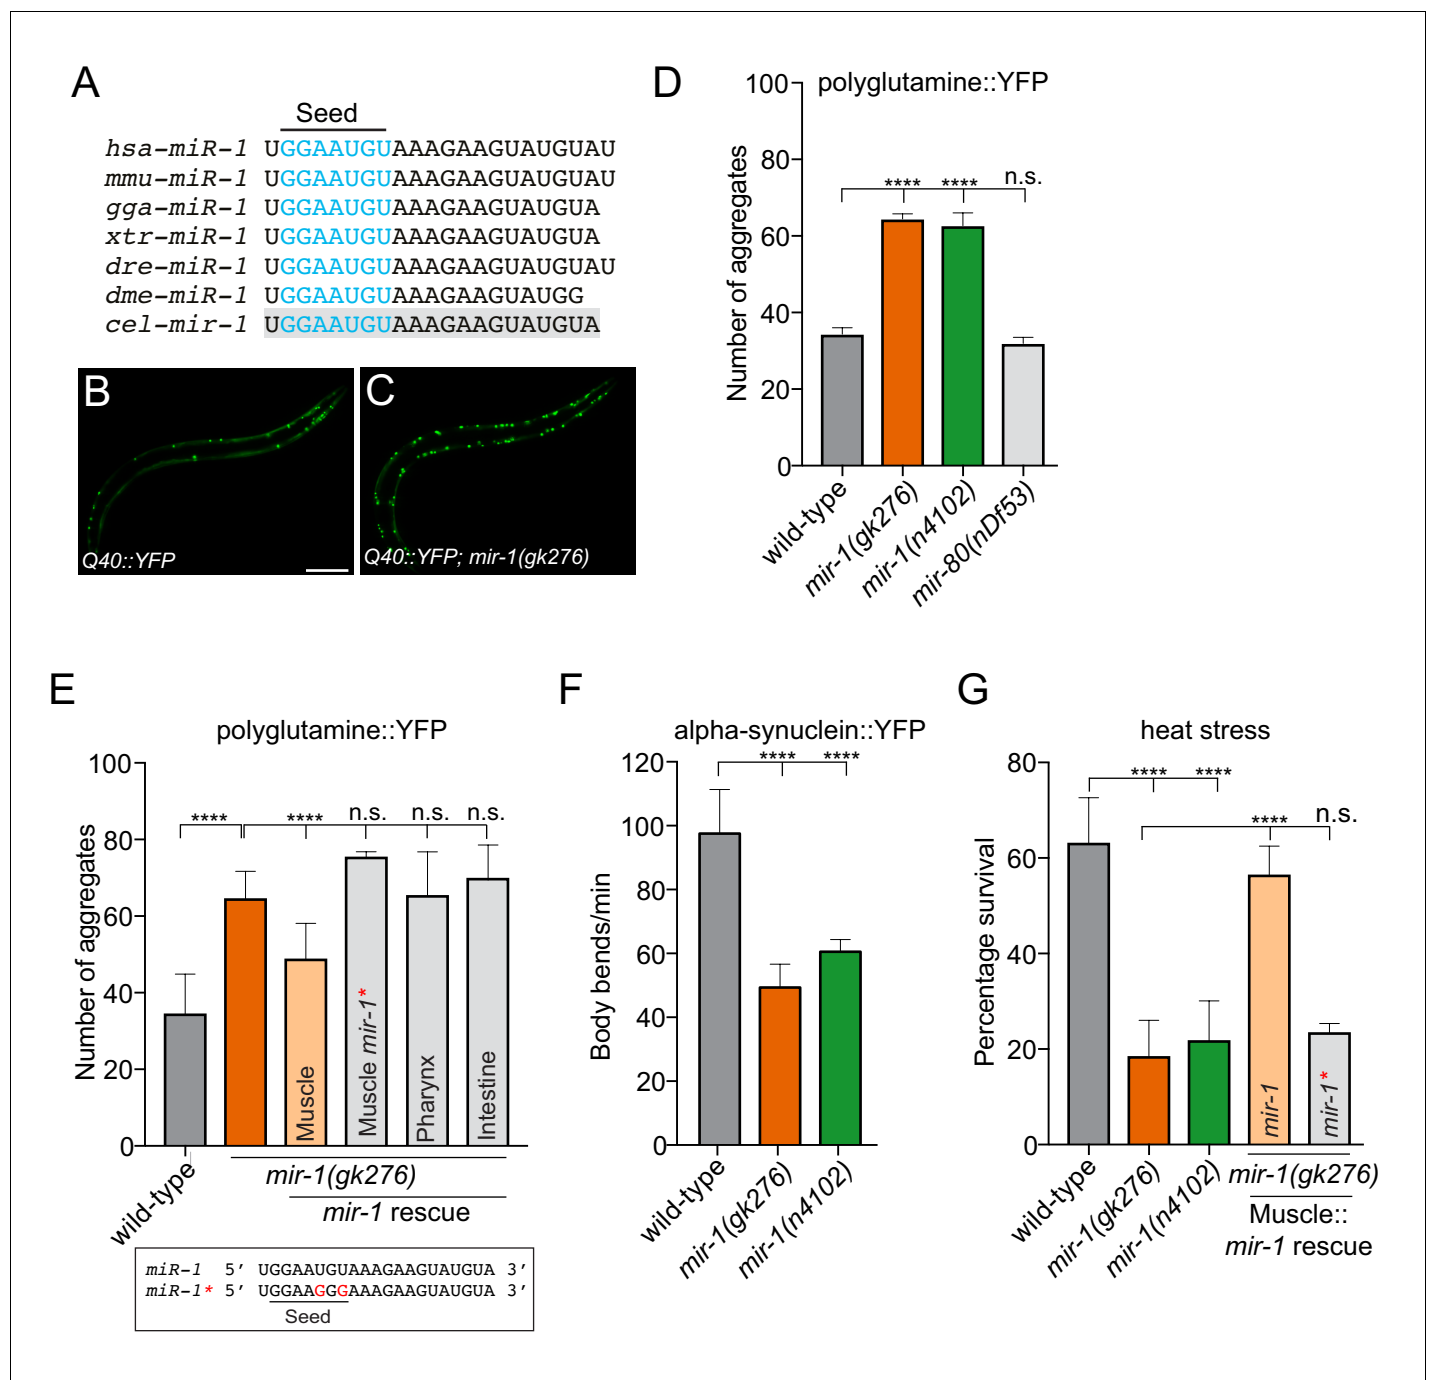 A
Seed
hsa-miR-1 UGGAAUGUAAAGAAGUAUGUAU
mmu-miR-1 UGGAAUGUAAAGAAGUAUGUAU
gga-miR-1 UGGAAUGUAAAGAAGUAUGUA
xtr-miR-1 UGGAAUGUAAAGAAGUAUGUA
dre-miR-1 UGGAAUGUAAAGAAGUAUGUAU
dme-miR-1 UGGAAUGUAAAGAAGUAUGG
cel-mir-1 UGGAAUGUAAAGAAGUAUGUA
B
Q40::YFP
C
Q40::YFP; mir-1(gk276)
D
polyglutamine::YFP
Number of aggregates
100
80
60
40
20
0
**** **** n.s.
wild-type
mir-1(gk276)
mir-1(n4102)
mir-80(nDf53)
E
polyglutamine::YFP
Number of aggregates
100
80
60
40
20
0
**** **** n.s. n.s. n.s.
Muscle
Muscle mir-1*
Pharynx
Intestine
wild-type
mir-1(gk276)
mir-1 rescue
miR-1 5′ UGGAAUGUAAAGAAGUAUGUA 3′
miR-1* 5′ UGGAAGGGAAAGAAGUAUGUA 3′
Seed
F
alpha-synuclein::YFP
Body bends/min
120
100
80
60
40
20
0
**** ****
wild-type
mir-1(gk276)
mir-1(n4102)
G
heat stress
Percentage survival
80
60
40
20
0
**** ****
**** n.s.
mir-1
mir-1*
wild-type
mir-1(gk276)
mir-1(n4102)
mir-1(gk276)
Muscle::
mir-1 rescue